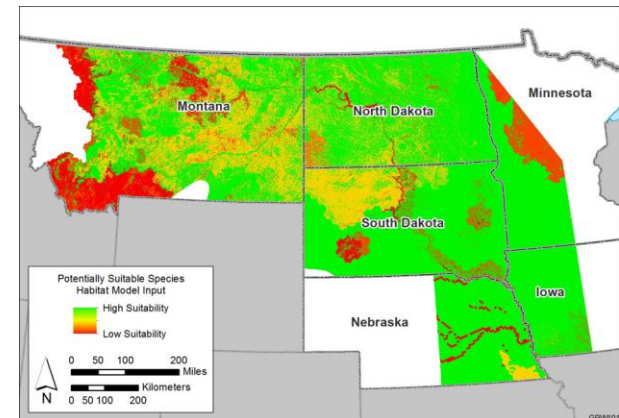 Montana
North Dakota
Minnesota
South Dakota
Iowa
Nebraska
Potentially Suitable Species
Habitat Model Input
High Suitability
Low Suitability
0 50 100 200
Miles
Kilometers
0 50 100 200
N